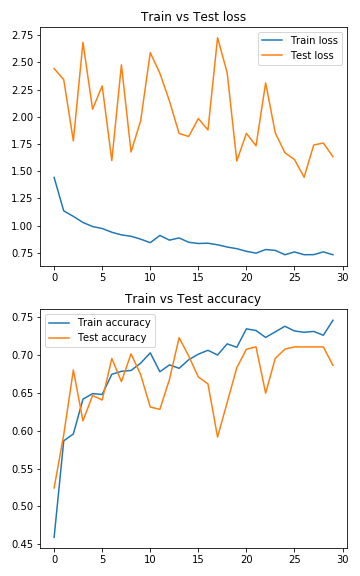 Train vs Test loss
Train loss
Test loss
2.75
2.50
2.25
2.00
1.75
1.50
1.25
1.00
0.75
0 5 10 15 20 25 30
Train vs Test accuracy
Train accuracy
Test accuracy
0.75
0.70
0.65
0.60
0.55
0.50
0.45
0 5 10 15 20 25 30